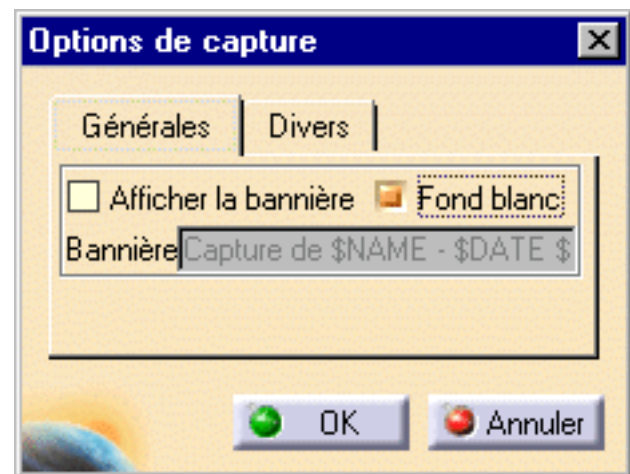 Options de capture
Générales Divers
Afficher la bannière Fond blanc
Bannière Capture de $NAME - $DATE $
OK Annuler